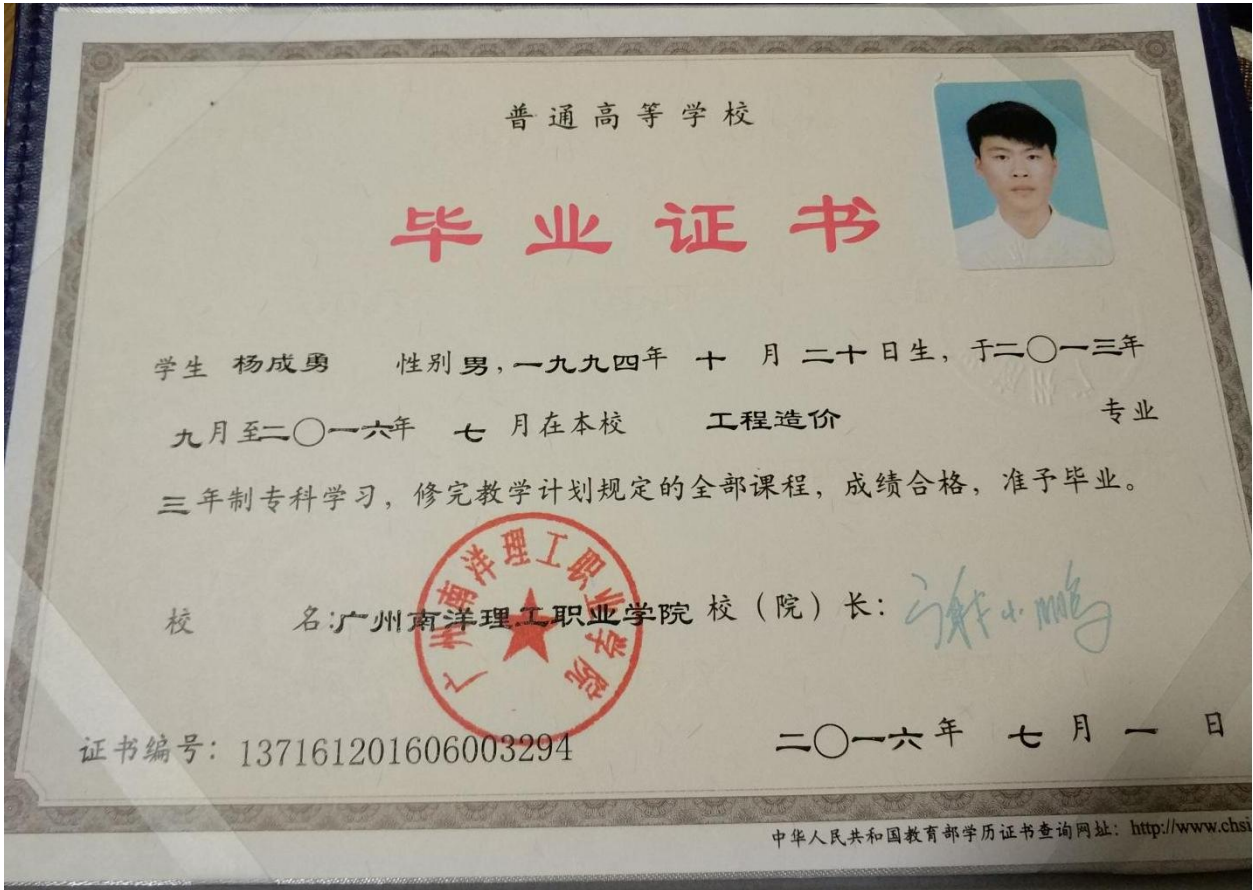 普通高等学校
毕业证书
学生 杨成勇 性别 男，一九九四年 十 月 二十 日生，于二〇一三年
九月至二〇一六年 七 月在本校 工程造价 专业
三年制专科学习，修完教学计划规定的全部课程，成绩合格，准予毕业。
广州南洋理工职业学院
校 名：广州南洋理工职业学院 校（院）长：谢小鹏
证书编号：137161201606003294 二〇一六年 七 月 一 日
中华人民共和国教育部学历证书查询网址：http://www.chsi